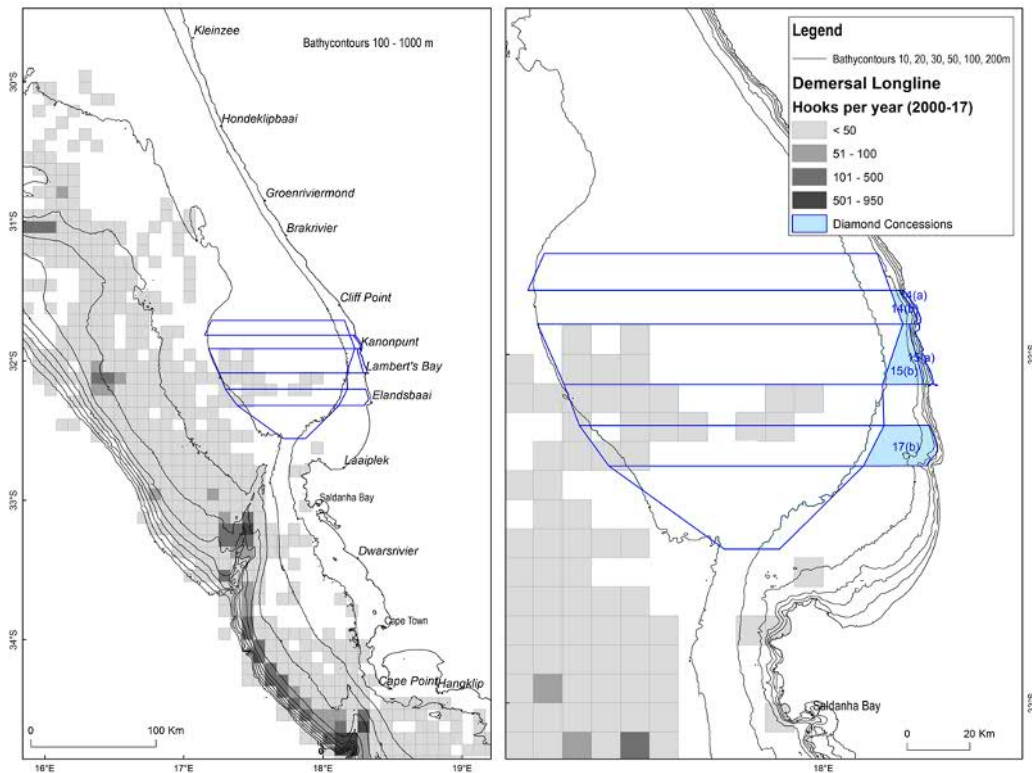 Kleinzee
Bathycontours 100 - 1000 m
30°S
Hondeklipbaai
Groenriviermond
31°S
Brakrivier
Cliff Point
Kanonpunt
32°S
Lambert's Bay
Elandsbaai
Laaiplek
33°S
Saldanha Bay
Dwarsrivier
34°S
Cape Town
Cape Point
Hangklip
0 100 Km
16°E 17°E 18°E 19°E
Legend
Bathycontours 10, 20, 30, 50, 100, 200m
Demersal Longline
Hooks per year (2000-17)
< 50
51 - 100
101 - 500
501 - 950
Diamond Concessions
14(b)
15(a)
15(b)
17(b)
Saldanha Bay
0 20 Km
18°E